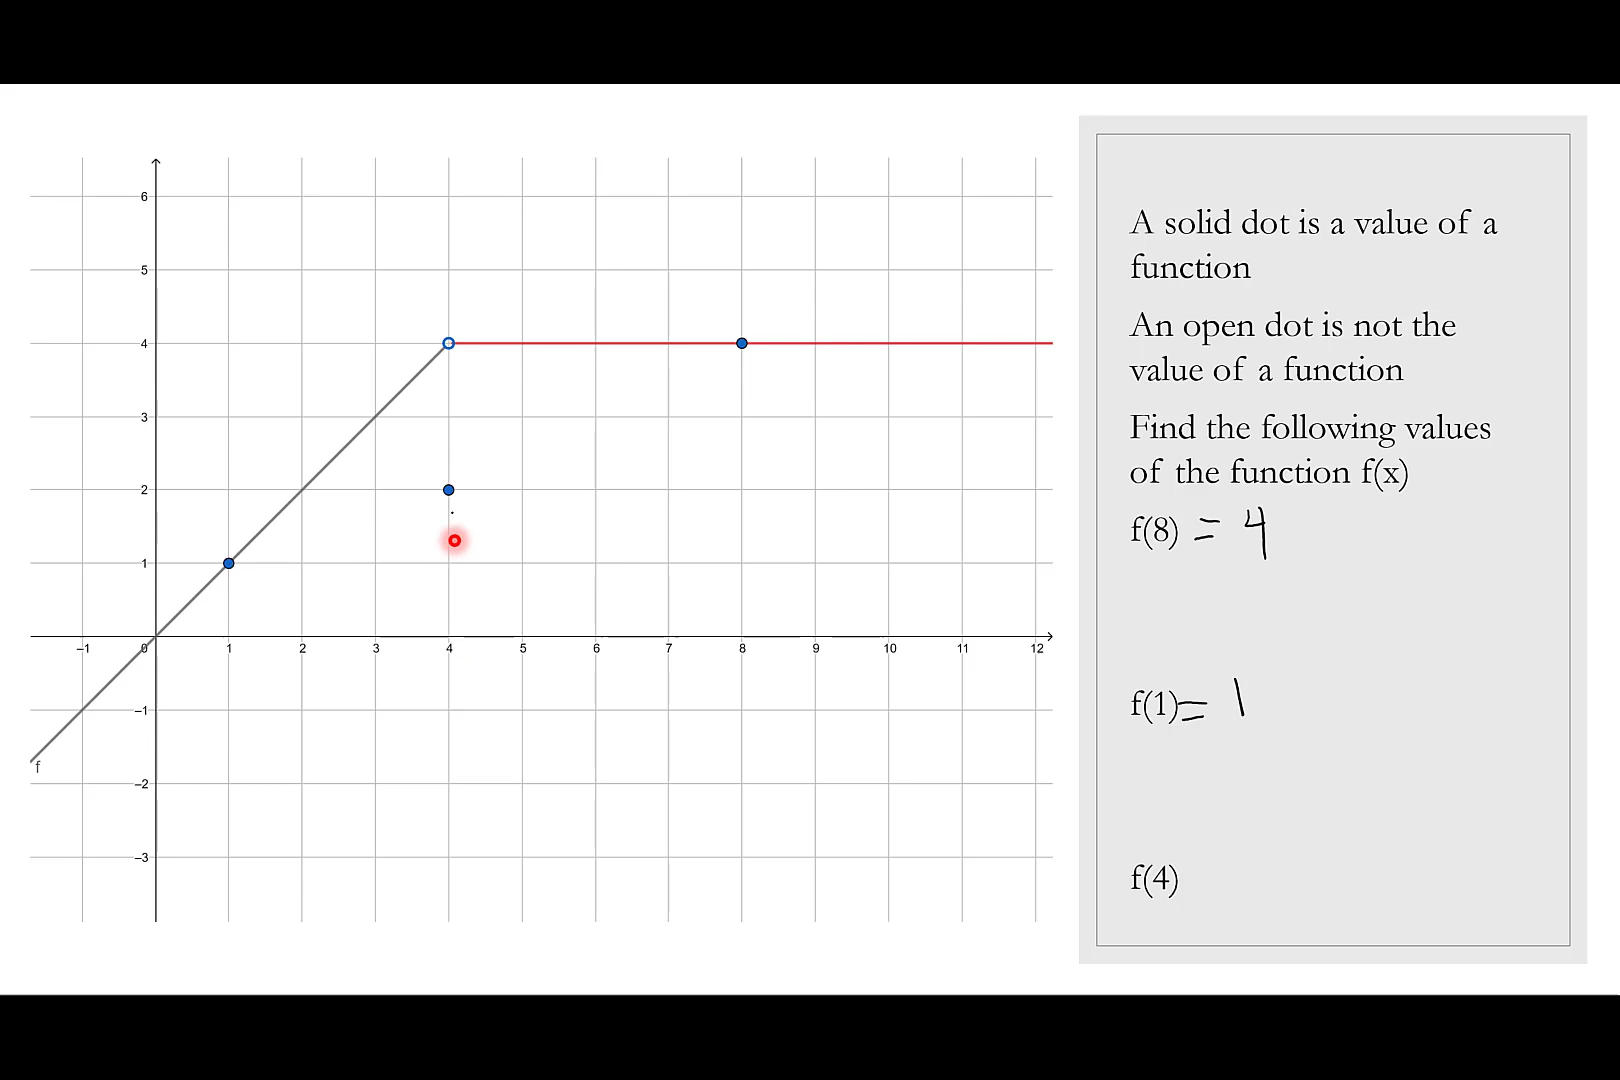 6
5
4
3
2
1
–1 0 1 2 3 4 5 6 7 8 9 10 11 12
–1
f
–2
–3
A solid dot is a value of a
function
An open dot is not the
value of a function
Find the following values
of the function f(x)
f(8) = 4
f(1) = 1
f(4)